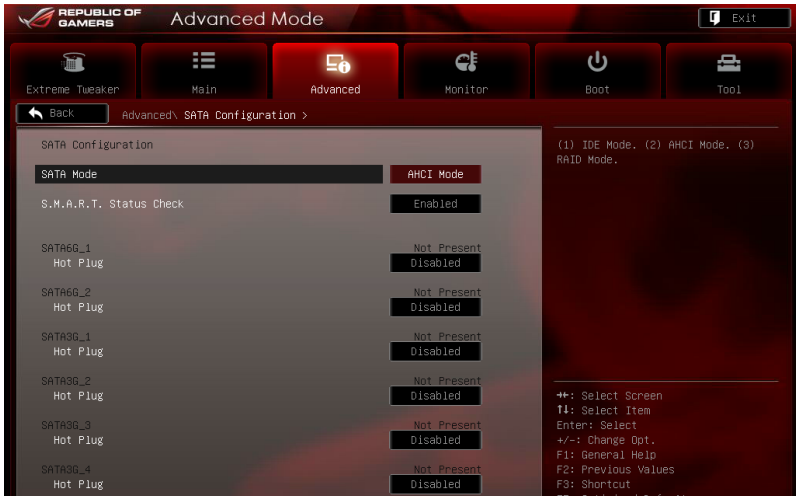 REPUBLIC OF
GAMERS
Advanced Mode
Exit
Extreme Tweaker
Main
Advanced
Monitor
Boot
Tool
Back
Advanced\ SATA Configuration >
SATA Configuration
SATA Mode AHCI Mode
S.M.A.R.T. Status Check Enabled
SATA6G_1 Not Present
Hot Plug Disabled
SATA6G_2 Not Present
Hot Plug Disabled
SATA3G_1 Not Present
Hot Plug Disabled
SATA3G_2 Not Present
Hot Plug Disabled
SATA3G_3 Not Present
Hot Plug Disabled
SATA3G_4 Not Present
Hot Plug Disabled
(1) IDE Mode. (2) AHCI Mode. (3)
RAID Mode.
→←: Select Screen
↑↓: Select Item
Enter: Select
+/-: Change Opt.
F1: General Help
F2: Previous Values
F3: Shortcut